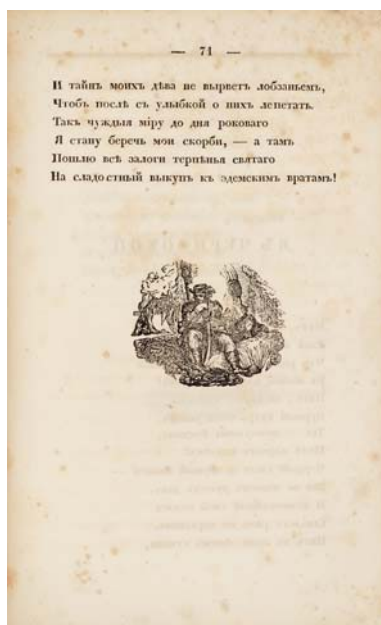 — 71 —
И тайнъ моихъ дѣва не вырветъ лобзаньемъ,
Чтобъ послѣ съ улыбкой о нихъ лепетать.
Такъ чуждыя міру до дня роковаго
Я стану беречь мои скорби, — а тамъ
Пошлю всѣ залоги терпѣнья святаго
На сладостный выкупъ къ эдемскимъ вратамъ!